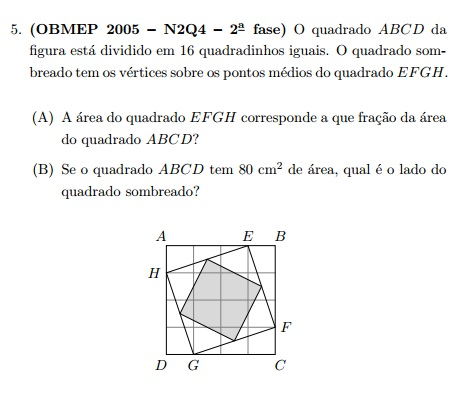 5. (OBMEP 2005 – N2Q4 – 2ª fase) O quadrado ABCD da
figura está dividido em 16 quadradinhos iguais. O quadrado som-
breado tem os vértices sobre os pontos médios do quadrado EFGH.
(A) A área do quadrado EFGH corresponde a que fração da área
do quadrado ABCD?
(B) Se o quadrado ABCD tem 80 cm² de área, qual é o lado do
quadrado sombreado?
A E B
H
F
D G C